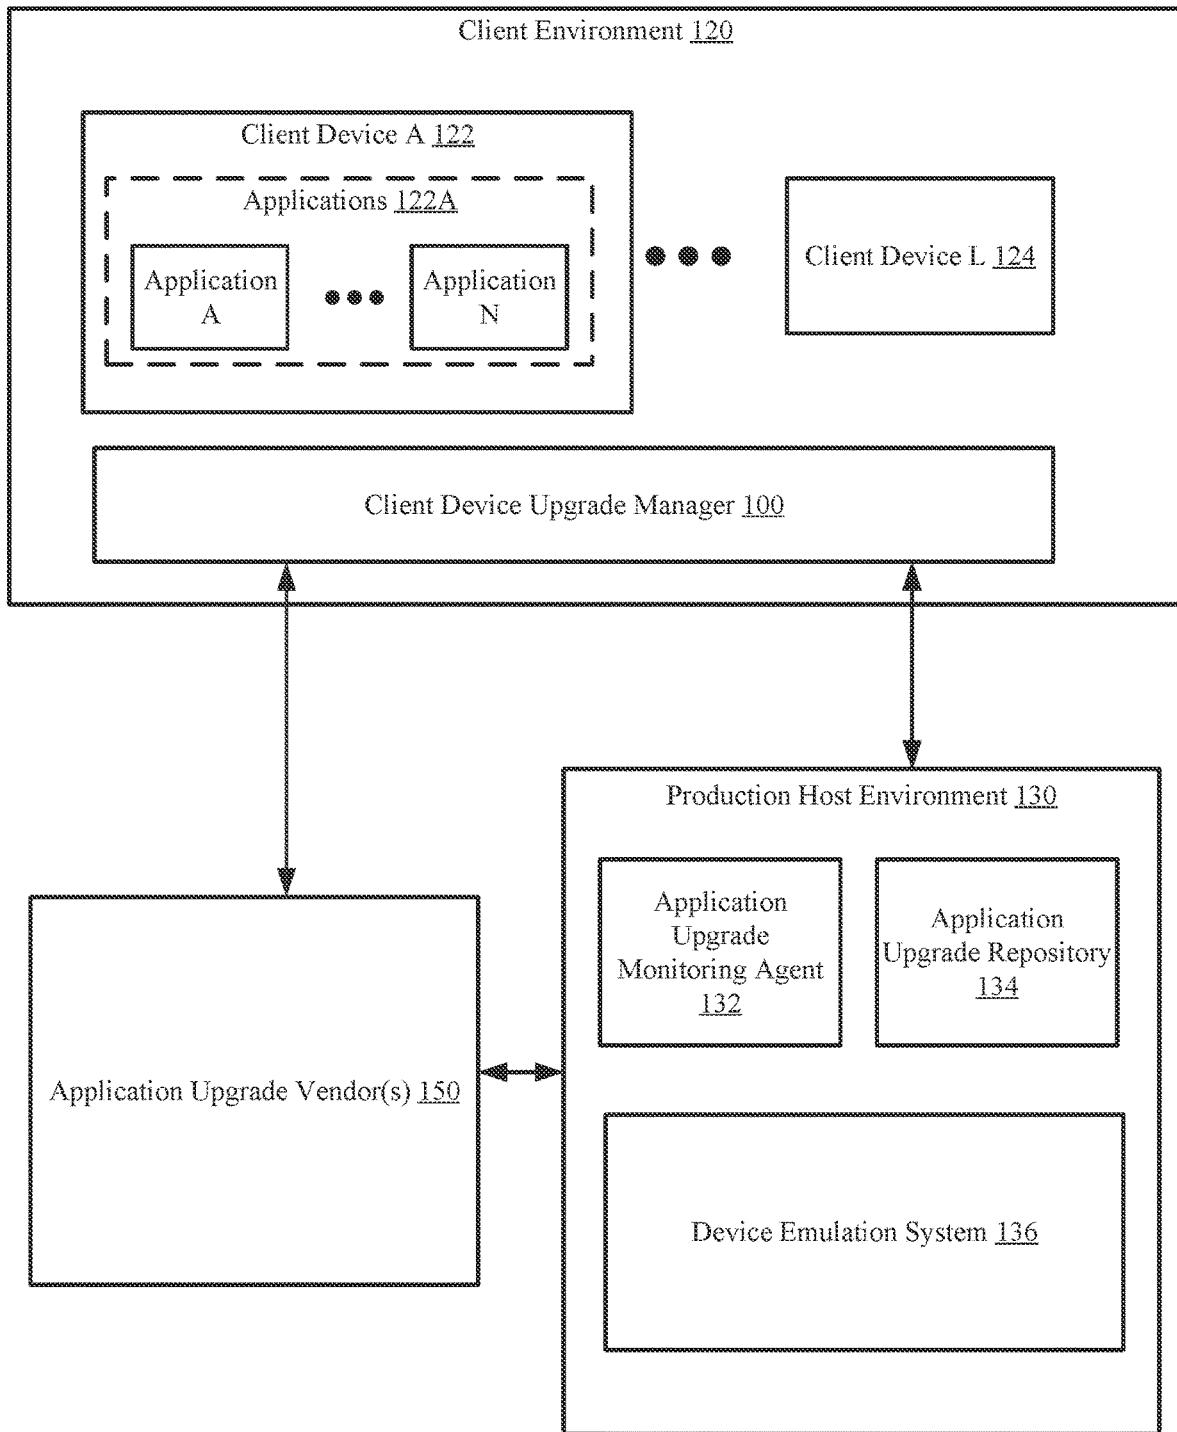 Client Environment 120
Client Device A 122
Applications 122A
Application
A
Application
N
Client Device L 124
Client Device Upgrade Manager 100
Production Host Environment 130
Application
Upgrade
Monitoring Agent
132
Application
Upgrade Repository
134
Application Upgrade Vendor(s) 150
Device Emulation System 136